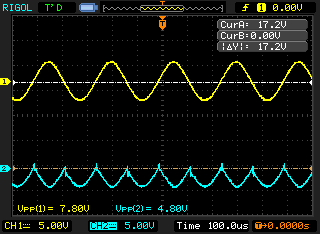 RIGOL T'D T f 1 0.00V
T
CurA: 17.2V
CurB:0.00V
|ΔY|: 17.2V
1
2
Vpp(1)= 7.80V Vpp(2)= 4.80V
CH1 5.00V CH2 5.00V Time 100.0us T→0.0000s